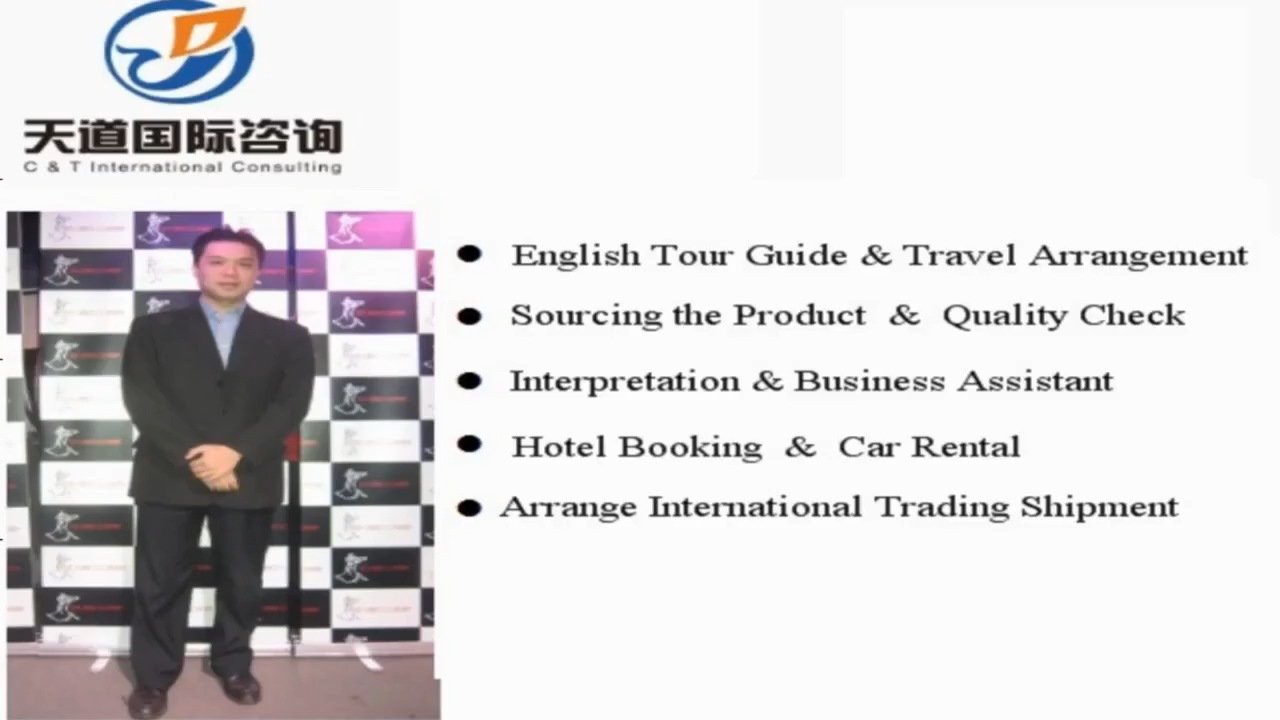 天道国际咨询
C & T International Consulting
● English Tour Guide & Travel Arrangement
● Sourcing the Product & Quality Check
● Interpretation & Business Assistant
● Hotel Booking & Car Rental
● Arrange International Trading Shipment